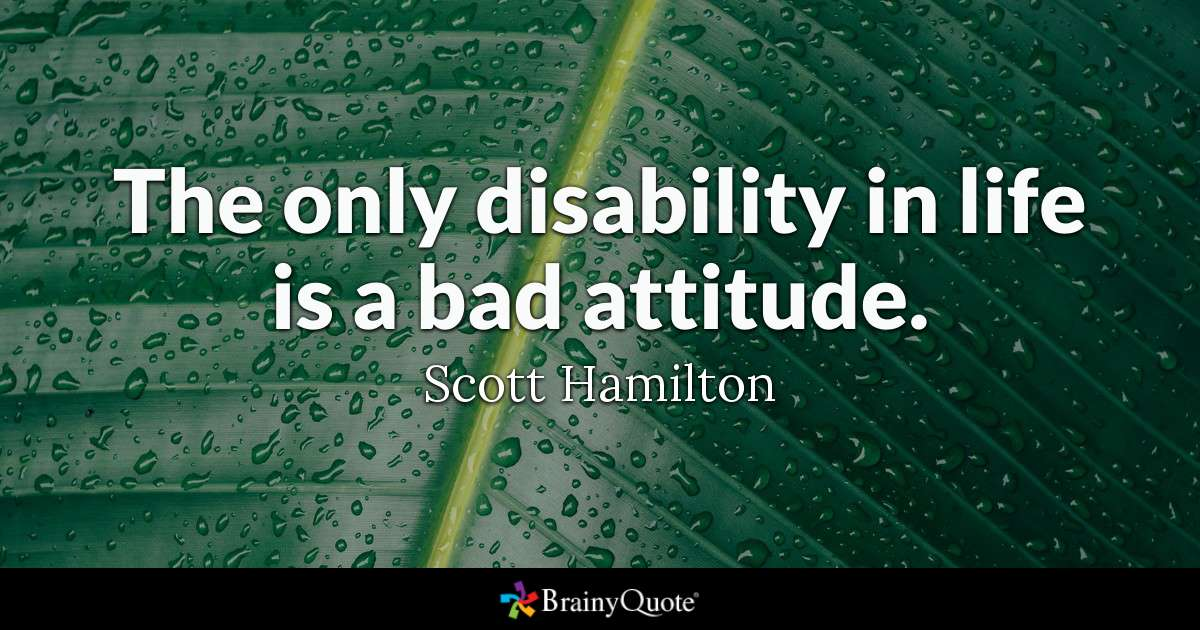 The only disability in life
is a bad attitude.
Scott Hamilton
BrainyQuote®